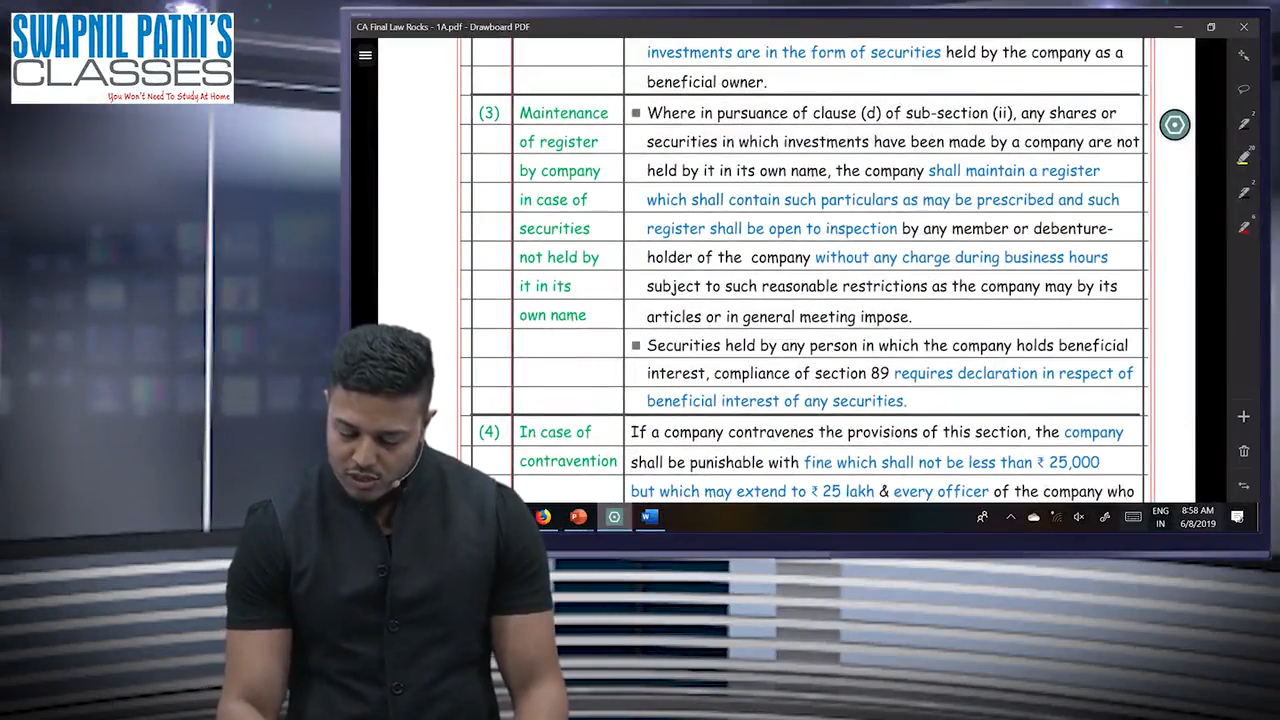 SWAPNIL PATNI'S
CLASSES
You Won't Need To Study At Home
CA Final Law Rocks - 1A.pdf - Drawboard PDF
investments are in the form of securities held by the company as a
beneficial owner.
(3) Maintenance of register by company in case of securities not held by it in its own name
■ Where in pursuance of clause (d) of sub-section (ii), any shares or
securities in which investments have been made by a company are not
held by it in its own name, the company shall maintain a register
which shall contain such particulars as may be prescribed and such
register shall be open to inspection by any member or debenture-
holder of the company without any charge during business hours
subject to such reasonable restrictions as the company may by its
articles or in general meeting impose.
■ Securities held by any person in which the company holds beneficial
interest, compliance of section 89 requires declaration in respect of
beneficial interest of any securities.
(4) In case of contravention
If a company contravenes the provisions of this section, the company
shall be punishable with fine which shall not be less than ₹ 25,000
but which may extend to ₹ 25 lakh & every officer of the company who
ENG
IN
8:58 AM
6/8/2019